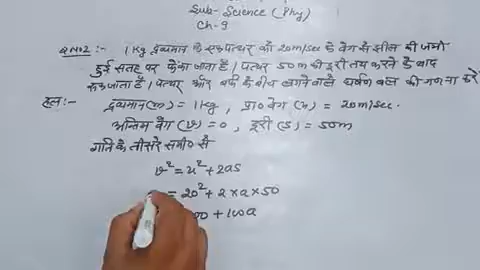 Sub- Science (Phy)
Ch-9
Q.NO2 :- 1 Kg द्रव्यमान के एक पत्थर को 20m/sec के वेग से झील की जमी
हुई सतह पर फेंका जाता है। पत्थर 50 m की दूरी तय करने के बाद
रुक जाता है। पत्थर और बर्फ के बीच लगने वाले घर्षण बल की गणना करें
हल:- द्रव्यमान(m) = 1kg, प्रा० वेग (u) = 20m/sec.
अन्तिम वेग (v) = 0, दूरी (S) = 50m
गति के तीसरे समी० से
v² = u² + 2as
= 20² + 2 x a x 50
+ 100a